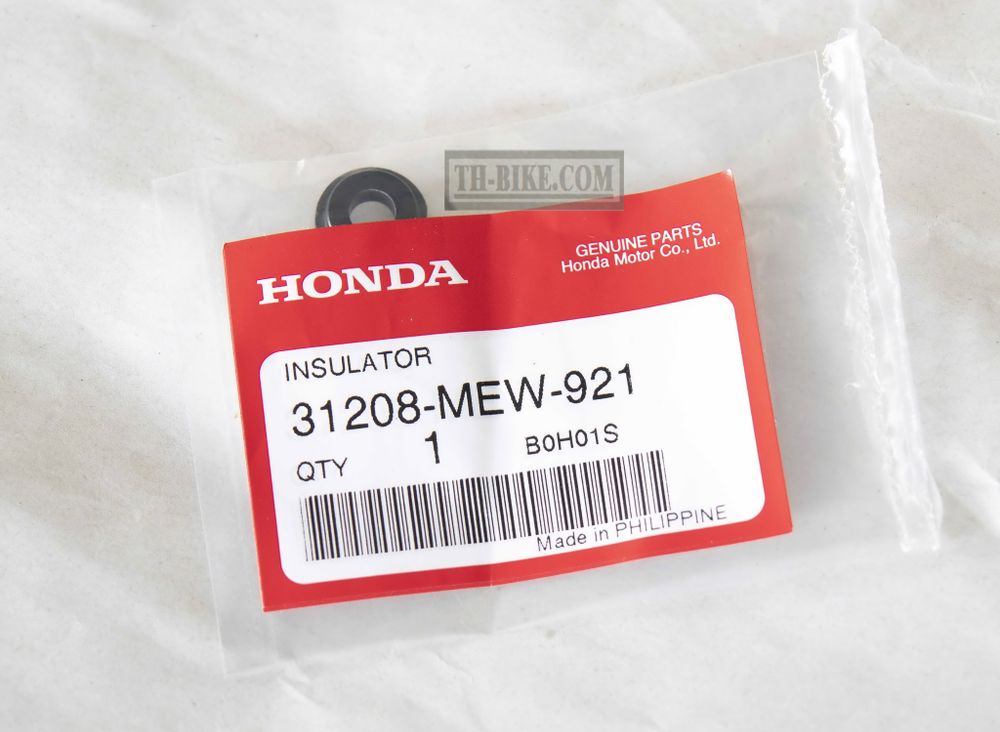 TH-BIKE.COM
HONDA
GENUINE PARTS
Honda Motor Co., Ltd.
INSULATOR
31208-MEW-921
QTY 1 B0H01S
Made in PHILIPPINE